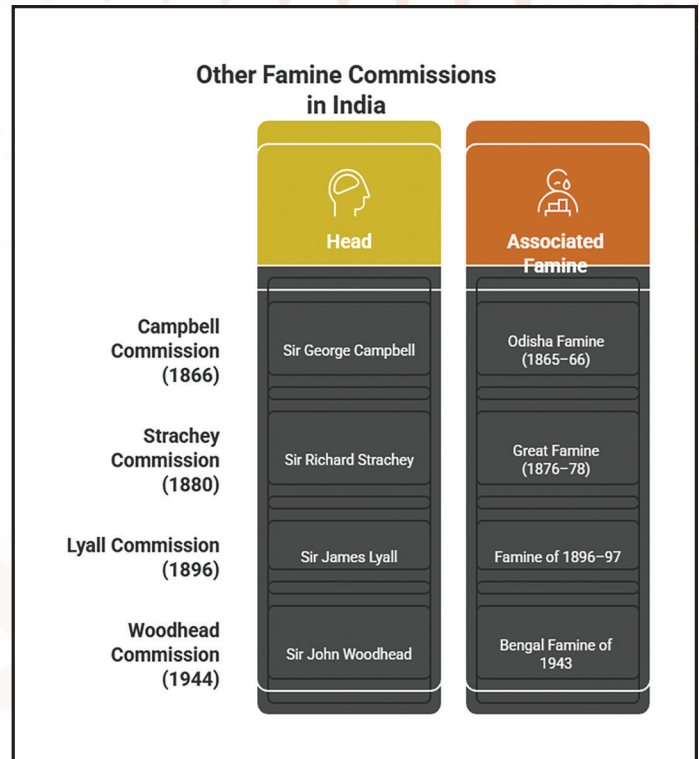 Other Famine Commissions
in India
Head
Associated
Famine
Campbell
Commission
(1866)
Sir George Campbell
Odisha Famine
(1865–66)
Strachey
Commission
(1880)
Sir Richard Strachey
Great Famine
(1876–78)
Lyall Commission
(1896)
Sir James Lyall
Famine of 1896–97
Woodhead
Commission
(1944)
Sir John Woodhead
Bengal Famine of
1943